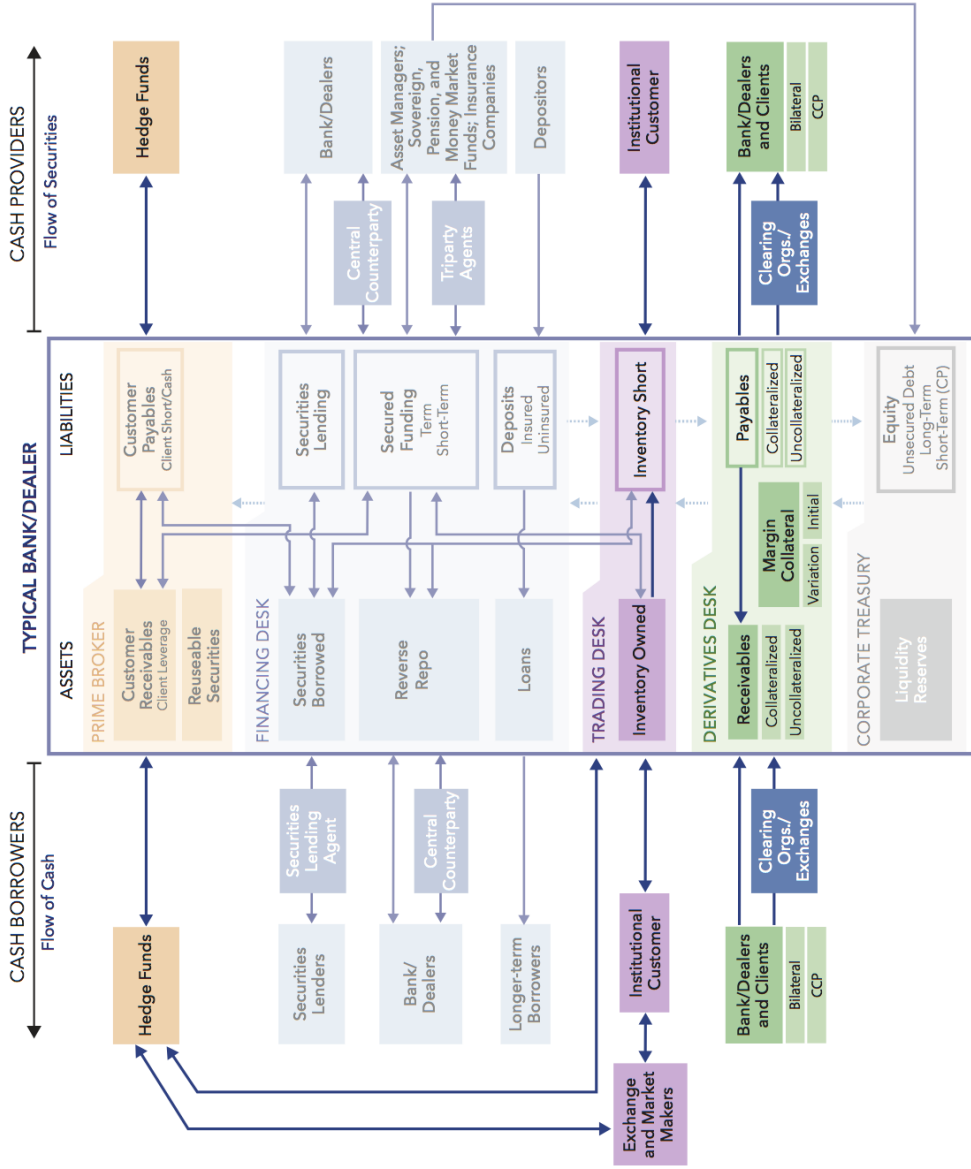 CASH BORROWERS
Flow of Cash
TYPICAL BANK/DEALER
ASSETS
LIABILITIES
CASH PROVIDERS
Flow of Securities
Hedge Funds
PRIME BROKER
Customer
Receivables
Client Leverage
Reuseable
Securities
Customer
Payables
Client Short/Cash
Hedge Funds
FINANCING DESK
Securities
Lenders
Securities
Lending
Agent
Securities
Borrowed
Securities
Lending
Bank/Dealers
Central
Counterparty
Bank/
Dealers
Central
Counterparty
Reverse
Repo
Secured
Funding
Term
Short-Term
Triparty
Agents
Asset Managers;
Sovereign,
Pension, and
Money Market
Funds; Insurance
Companies
Longer-term
Borrowers
Loans
Deposits
Insured
Uninsured
Depositors
TRADING DESK
Exchange
and Market
Makers
Institutional
Customer
Inventory Owned
Inventory Short
Institutional
Customer
DERIVATIVES DESK
Bank/Dealers
and Clients
Bilateral
CCP
Clearing
Orgs./
Exchanges
Receivables
Collateralized
Uncollateralized
Margin
Collateral
Variation
Initial
Payables
Collateralized
Uncollateralized
Clearing
Orgs./
Exchanges
Bank/Dealers
and Clients
Bilateral
CCP
CORPORATE TREASURY
Liquidity
Reserves
Equity
Unsecured Debt
Long-Term
Short-Term (CP)